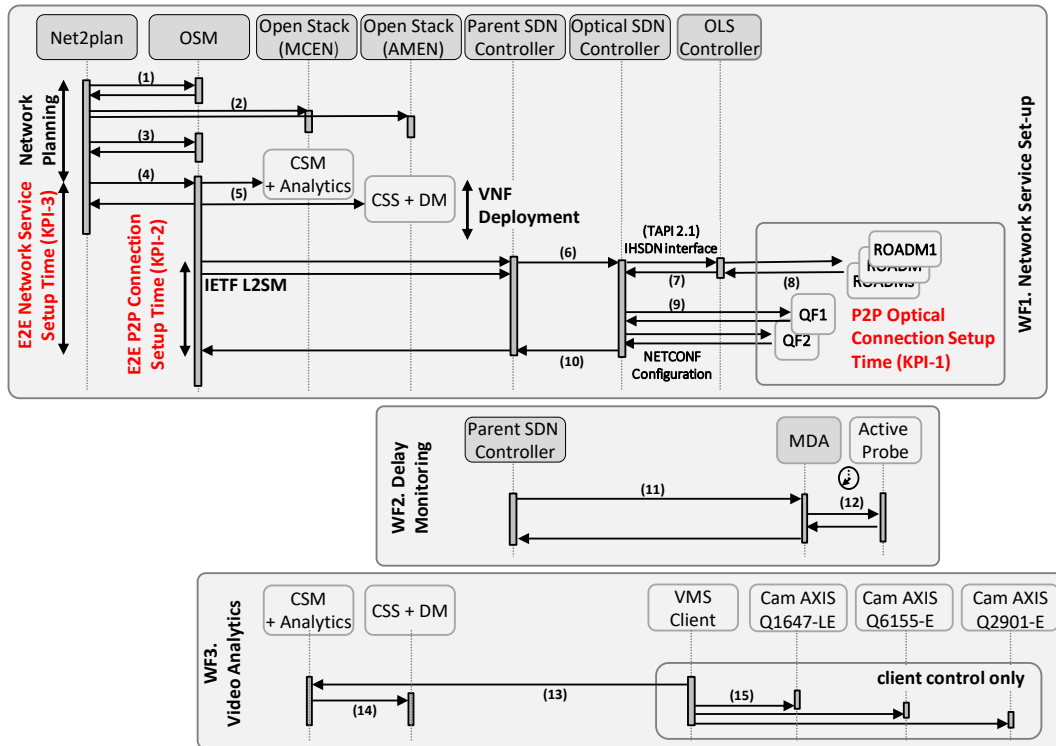 Net2plan
OSM
Open Stack
(MCEN)
Open Stack
(AMEN)
Parent SDN
Controller
Optical SDN
Controller
OLS
Controller
(1)
(2)
(3)
(4)
(5)
Network
Planning
CSM
+ Analytics
CSS + DM
VNF
Deployment
E2E Network Service
Setup Time (KPI-3)
E2E P2P Connection
Setup Time (KPI-2)
IETF L2SM
(6)
(TAPI 2.1)
IHSDN interface
(7)
(8)
ROADM1
ROADM
ROADMs
(9)
QF1
QF2
(10)
NETCONF
Configuration
P2P Optical
Connection Setup
Time (KPI-1)
WF1. Network Service Set-up
WF2. Delay
Monitoring
Parent SDN
Controller
MDA
Active
Probe
(11)
(12)
WF3.
Video Analytics
CSM
+ Analytics
CSS + DM
VMS
Client
Cam AXIS
Q1647-LE
Cam AXIS
Q6155-E
Cam AXIS
Q2901-E
client control only
(13)
(14)
(15)